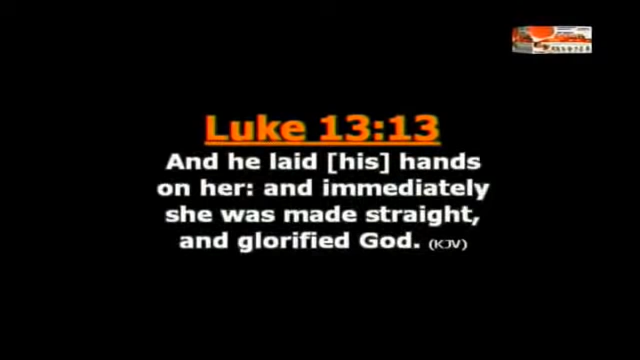 Luke 13:13
And he laid [his] hands
on her: and immediately
she was made straight,
and glorified God. (KJV)